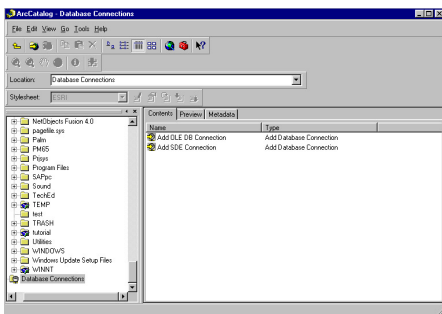 ArcCatalog - Database Connections
File Edit View Go Tools Help
Location: Database Connections
Stylesheet: ESRI
Contents Preview Metadata
Name Type
Add OLE DB Connection Add Database Connection
Add SDE Connection Add Database Connection
NetObjects Fusion 4.0
pagefile.sys
Palm
PM65
Prjsys
Program Files
SAPpc
Sound
TechEd
TEMP
test
TRASH
tutorial
Utilities
WINDOWS
Windows Update Setup Files
WINNT
Database Connections